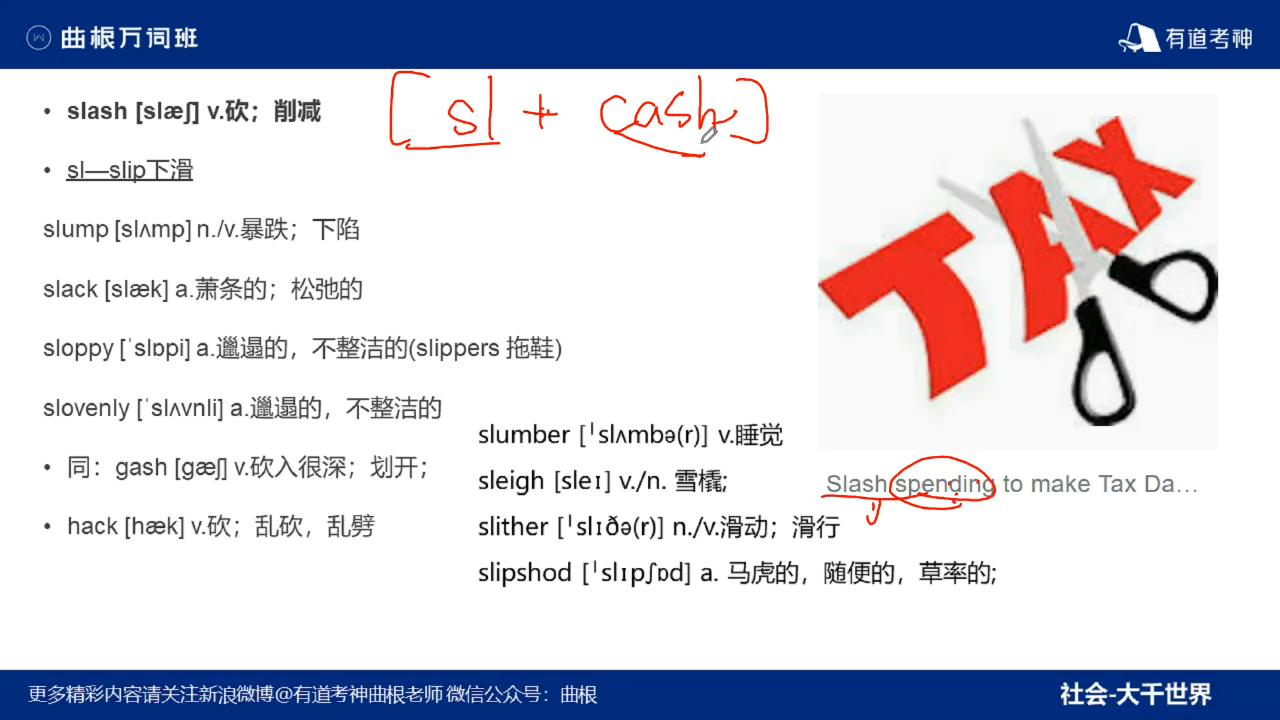 曲根万词班
有道考神
• slash [slæʃ] v.砍；削减
[ sl + cash ]
• sl—slip下滑
slump [slʌmp] n./v.暴跌；下陷
slack [slæk] a.萧条的；松弛的
sloppy [ˈslɒpi] a.邋遢的，不整洁的(slippers 拖鞋)
slovenly [ˈslʌvnli] a.邋遢的，不整洁的
• 同：gash [gæʃ] v.砍入很深；划开；
• hack [hæk] v.砍；乱砍，乱劈
slumber [ˈslʌmbə(r)] v.睡觉
sleigh [sleɪ] v./n. 雪橇;
slither [ˈslɪðə(r)] n./v.滑动；滑行
slipshod [ˈslɪpʃɒd] a. 马虎的，随便的，草率的;
TAX
Slash spending to make Tax Da…
更多精彩内容请关注新浪微博@有道考神曲根老师 微信公众号：曲根
社会-大千世界